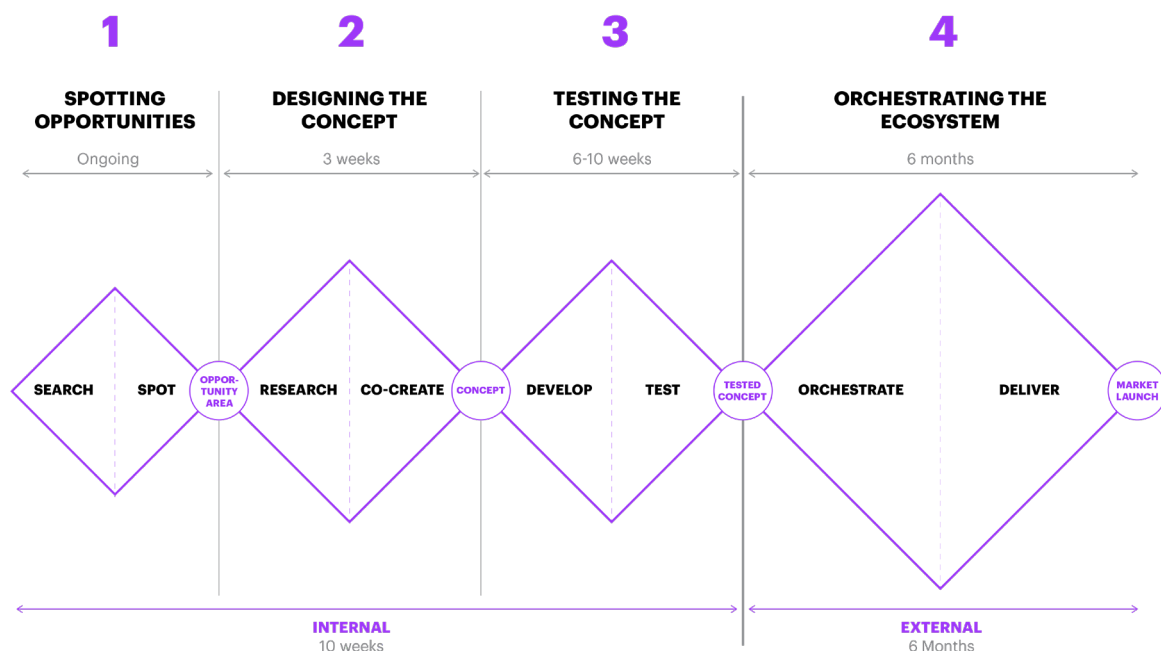 1
2
3
4
SPOTTING
OPPORTUNITIES
DESIGNING THE
CONCEPT
TESTING THE
CONCEPT
ORCHESTRATING THE
ECOSYSTEM
Ongoing
3 weeks
6-10 weeks
6 months
SEARCH
SPOT
OPPOR-
TUNITY
AREA
RESEARCH
CO-CREATE
CONCEPT
DEVELOP
TEST
TESTED
CONCEPT
ORCHESTRATE
DELIVER
MARKET
LAUNCH
INTERNAL
10 weeks
EXTERNAL
6 Months